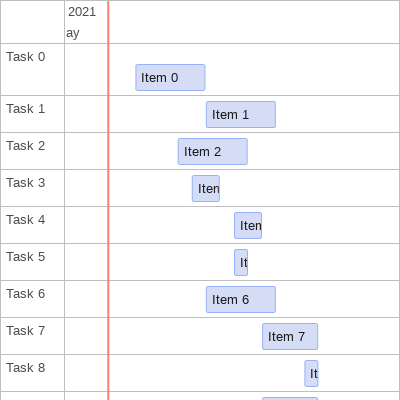 2021
ay
Task 0
Item 0
Task 1
Item 1
Task 2
Item 2
Task 3
Iten
Task 4
Iten
Task 5
It
Task 6
Item 6
Task 7
Item 7
Task 8
It